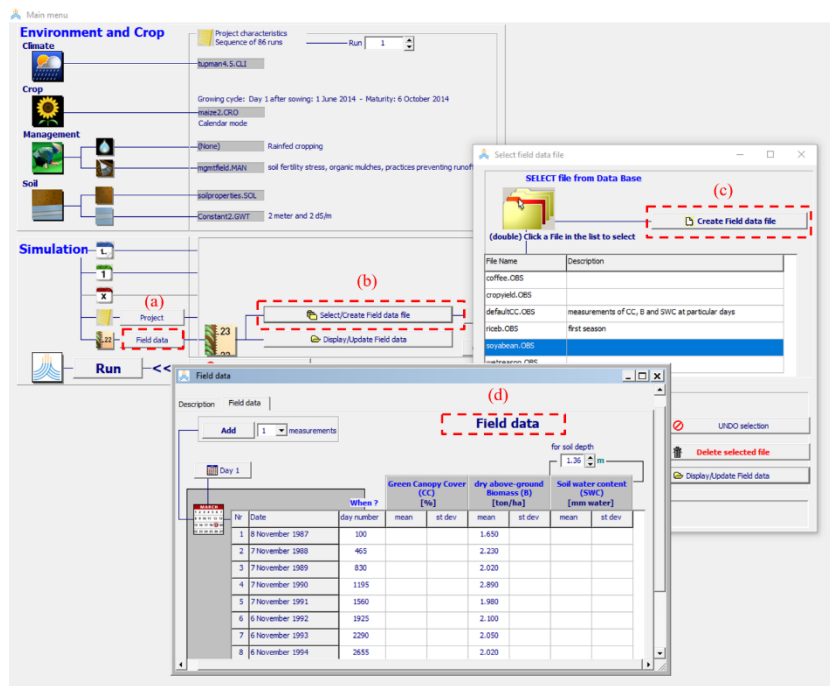 Main menu
Environment and Crop
Climate
Project characteristics
Sequence of 86 runs
Run 1
tupman4.5.CLI
Crop
Growing cycle: Day 1 after sowing: 1 June 2014 - Maturity: 6 October 2014
maize2.CRO
Calendar mode
Management
(None) Rainfed cropping
mgmtfield.MAN soil fertility stress, organic mulches, practices preventing runoff
Soil
soilproperties.SOL
Constant2.GWT 2 meter and 2 dS/m
Simulation
L
1
X
(a)
Project
.22 Field data
(b)
.23
Select/Create Field data file
Display/Update Field data
Run <<
Select field data file
SELECT file from Data Base
(c)
Create Field data file
(double) Click a File in the list to select
File Name Description
coffee.OBS
cropyield.OBS
defaultCC.OBS measurements of CC, B and SWC at particular days
riceb.OBS first season
soyabean.OBS
UNDO selection
Delete selected file
Display/Update Field data
Field data
Description Field data
(d)
Add 1 measurements
Field data
for soil depth
1.36 m
Day 1
MARCH
When ?
Green Canopy Cover (CC) [%]
dry above-ground Biomass (B) [ton/ha]
Soil water content (SWC) [mm water]
Nr Date day number mean st dev mean st dev mean st dev
1 8 November 1987 100 1.650
2 7 November 1988 465 2.230
3 7 November 1989 830 2.020
4 7 November 1990 1195 2.890
5 7 November 1991 1560 1.980
6 6 November 1992 1925 2.100
7 6 November 1993 2290 2.050
8 6 November 1994 2655 2.020